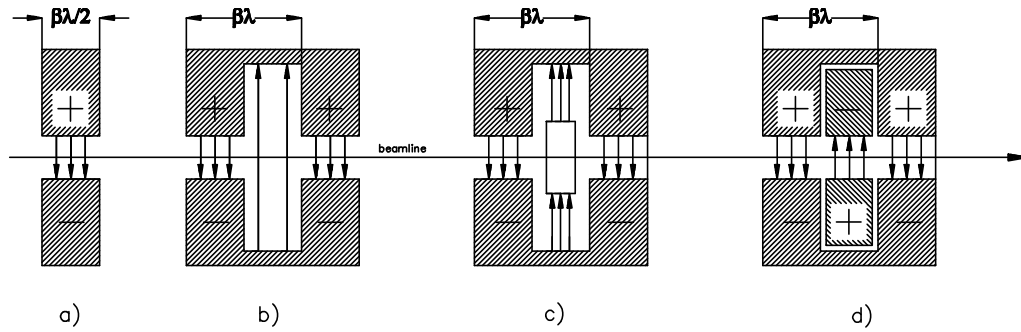 βλ/2 βλ βλ βλ
+ + + + + + − +
beamline
− − − − − − + −
a) b) c) d)